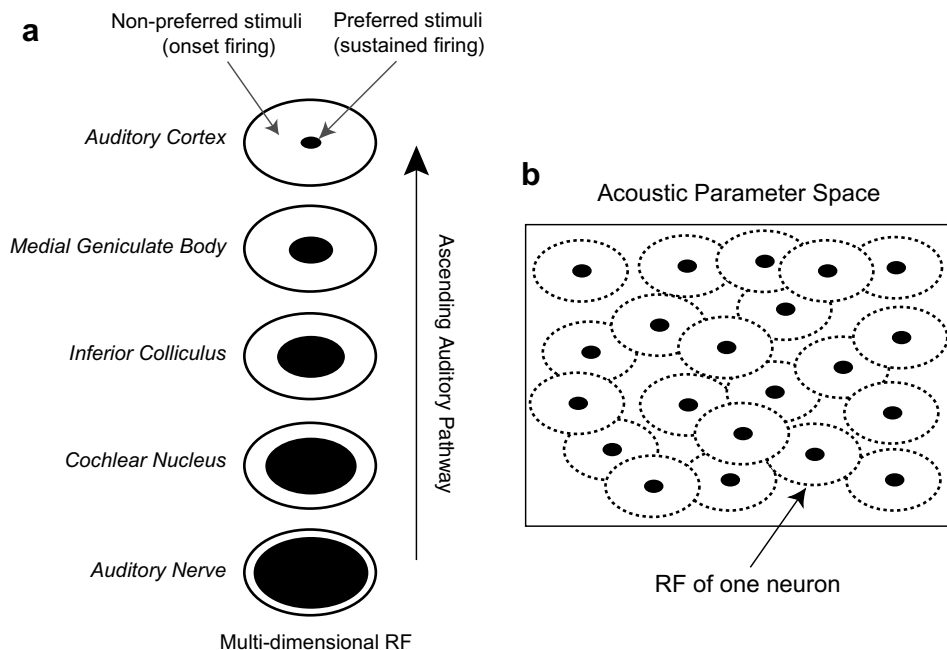 a
Non-preferred stimuli
(onset firing)
Preferred stimuli
(sustained firing)
Auditory Cortex
Medial Geniculate Body
Inferior Colliculus
Cochlear Nucleus
Auditory Nerve
Multi-dimensional RF
Ascending Auditory Pathway
b
Acoustic Parameter Space
RF of one neuron